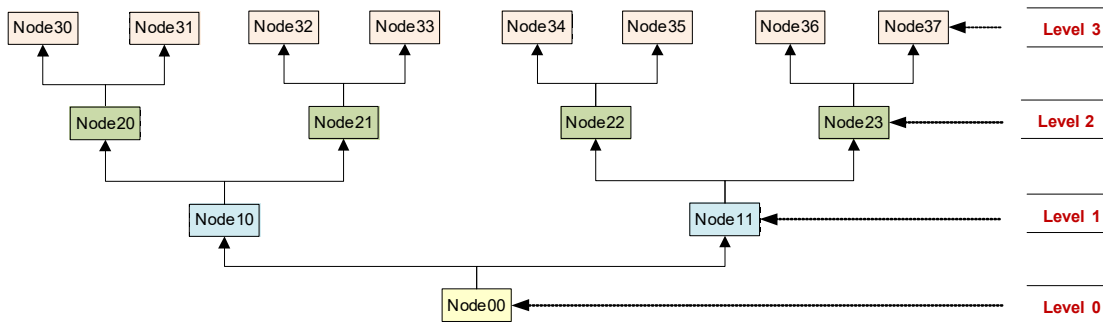 Node30 Node31 Node32 Node33 Node34 Node35 Node36 Node37 Level 3
Node20 Node21 Node22 Node23 Level 2
Node10 Node11 Level 1
Node00 Level 0